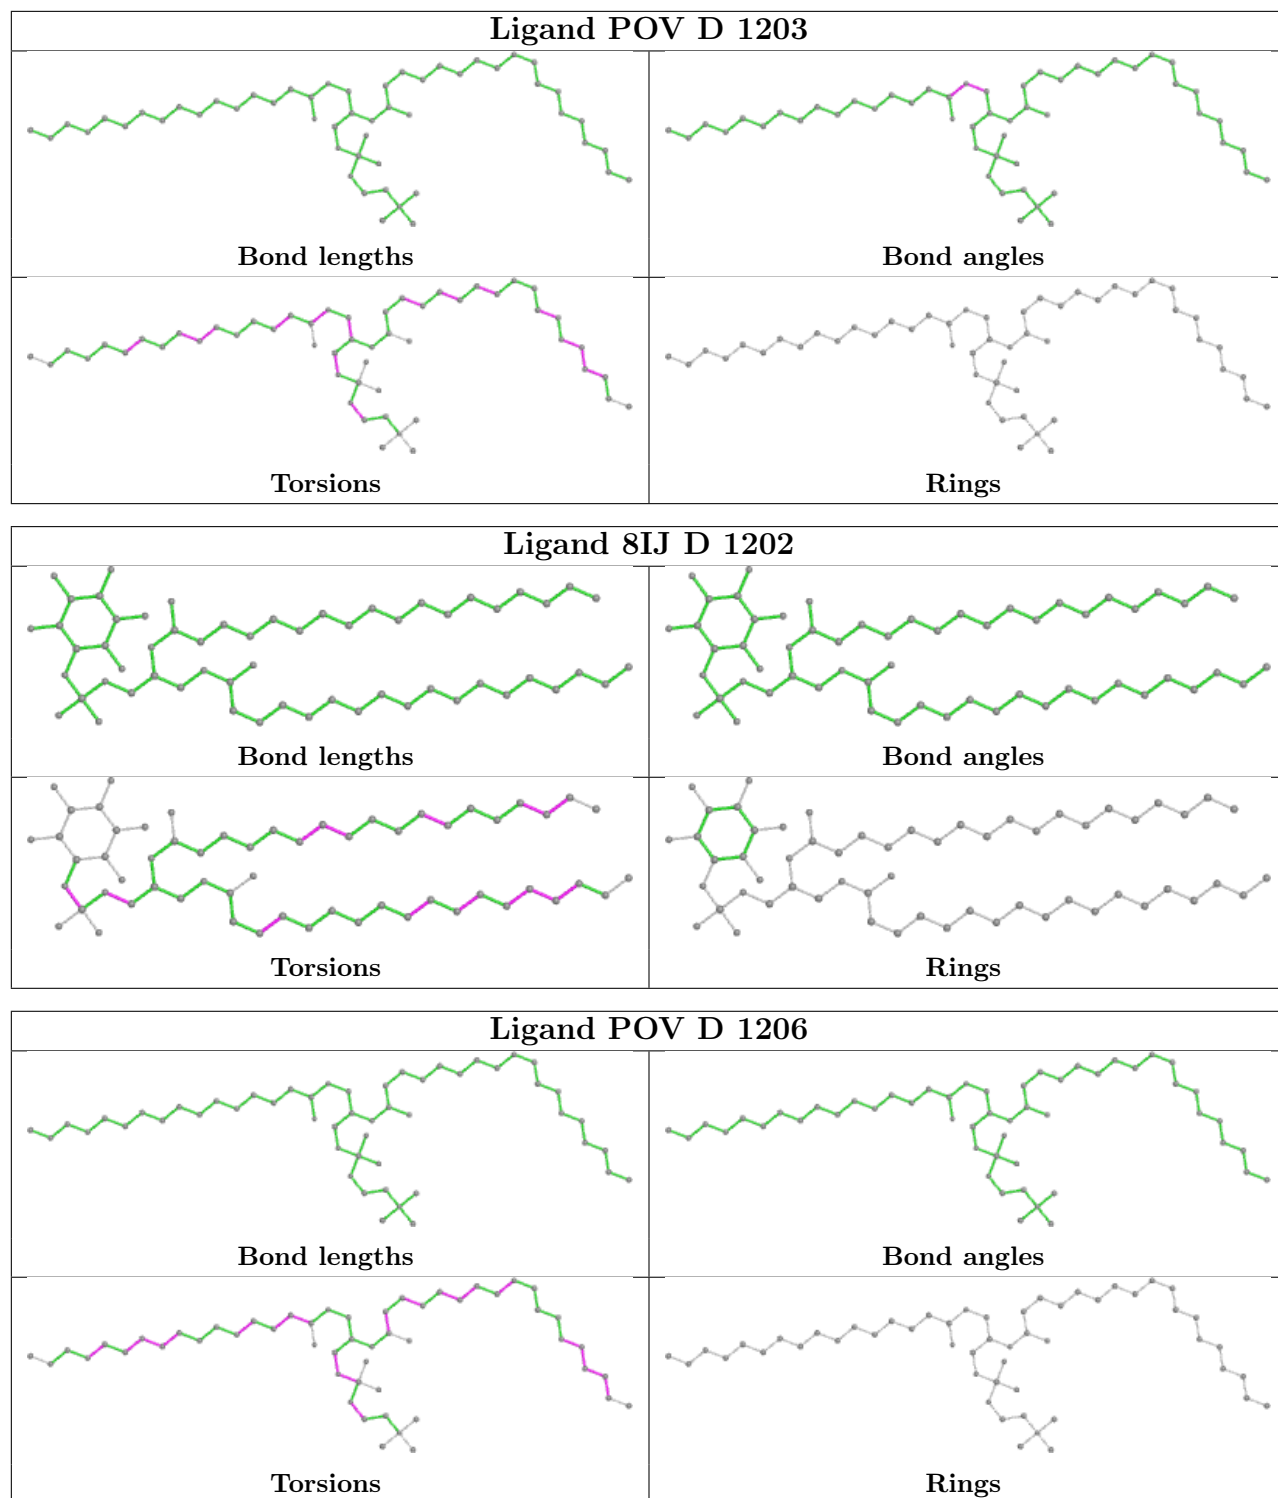 Ligand POV D 1203
Bond lengths
Bond angles
Torsions
Rings
Ligand 8IJ D 1202
Bond lengths
Bond angles
Torsions
Rings
Ligand POV D 1206
Bond lengths
Bond angles
Torsions
Rings